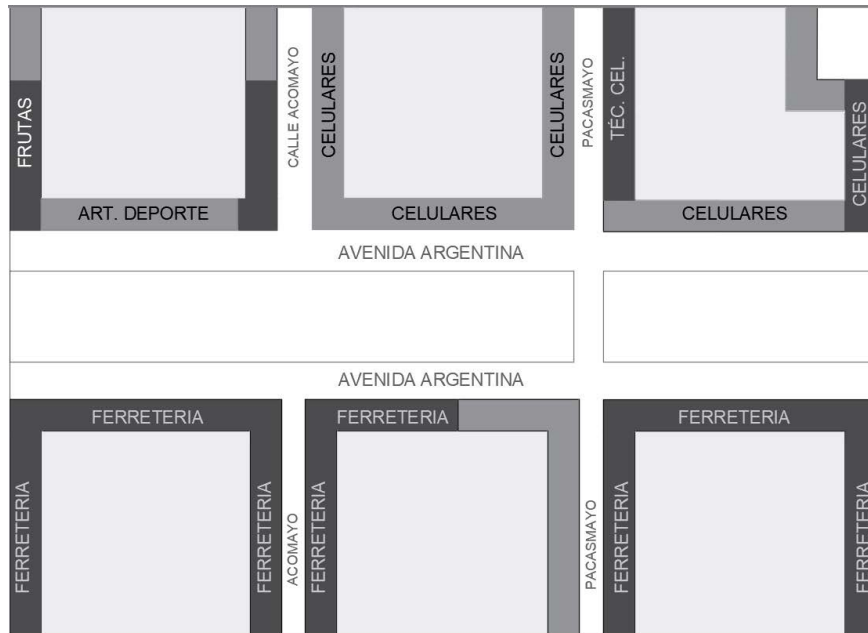 FRUTAS
ART. DEPORTE
CALLE ACOMAYO
CELULARES
CELULARES
CELULARES
PACASMAYO
TÉC. CEL.
CELULARES
CELULARES
AVENIDA ARGENTINA
AVENIDA ARGENTINA
FERRETERIA
FERRETERIA
FERRETERIA
ACOMAYO
FERRETERIA
FERRETERIA
PACASMAYO
FERRETERIA
FERRETERIA
FERRETERIA